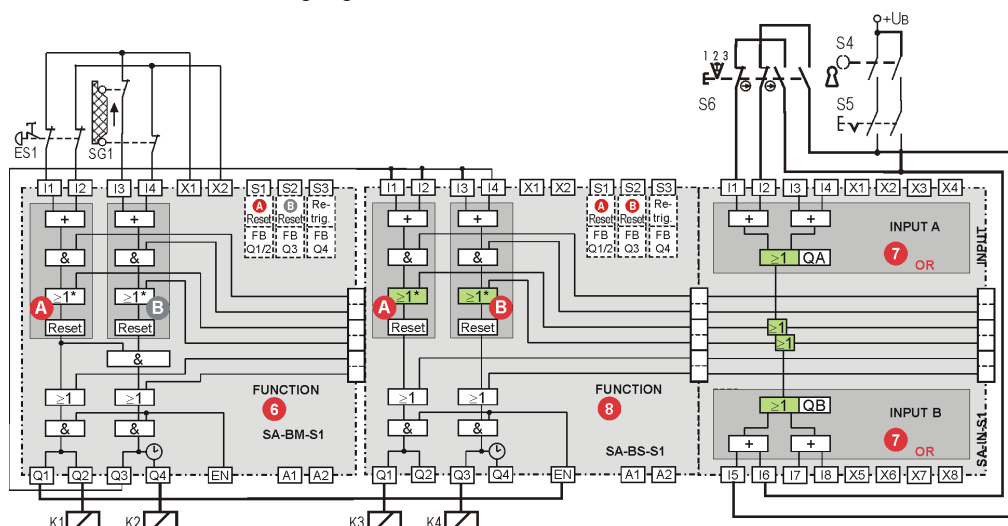 +UB
1 2 3
S4
S6
S5
ES1
SG1
I1 I2 I3 I4 X1 X2 S1 S2 S3
I1 I2 I3 I4 X1 X2 S1 S2 S3
I1 I2 I3 I4 X1 X2 X3 X4
A B Re-
Reset Reset trig.
FB FB FB
Q1/2 Q3 Q4
A B Re-
Reset Reset trig.
FB FB FB
Q1/2 Q3 Q4
+ +
& &
A ≥1* ≥1* B
Reset Reset
&
≥1 ≥1
& &
FUNCTION
6
SA-BM-S1
+ +
& &
A ≥1* ≥1* B
Reset Reset
≥1 ≥1
& &
FUNCTION
8
SA-BS-S1
+ +
INPUT A
≥1 QA
7
OR
INPUT
≥1
≥1
≥1 QB
INPUT B
7
OR
+ +
SA-IN-S1
Q1 Q2 Q3 Q4 EN A1 A2
Q1 Q2 Q3 Q4 EN A1 A2
I5 I6 I7 I8 X5 X6 X7 X8
K1 K2 K3 K4